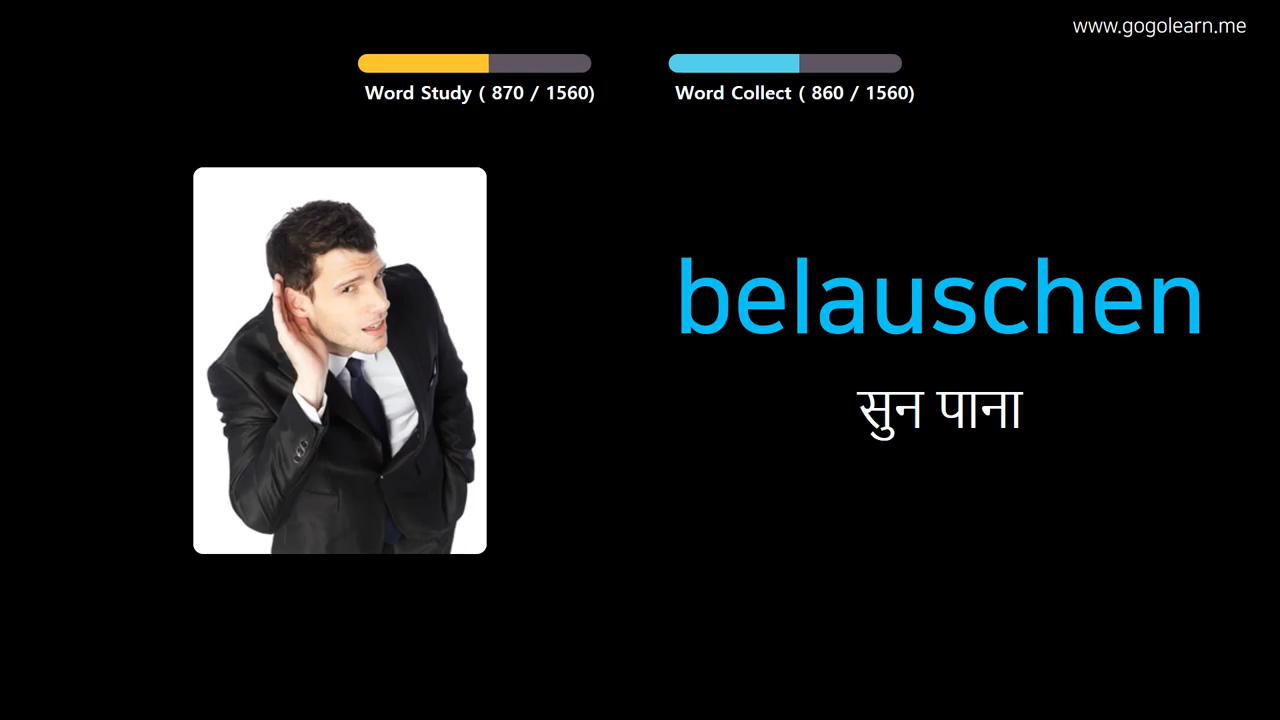 www.gogolearn.me
Word Study ( 870 / 1560)
Word Collect ( 860 / 1560)
belauschen
सुन पाना